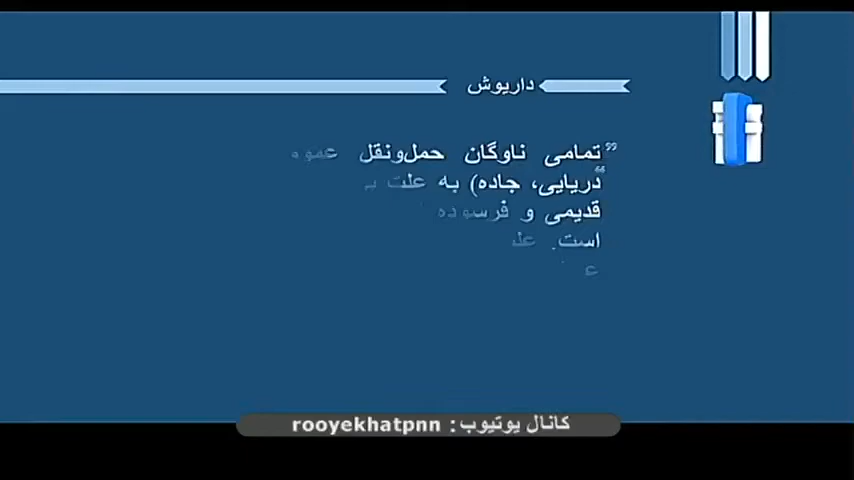 داریوش
”تمامی ناوگان حمل‌ونقل
دریایی، جاده) به علت
قدیمی و فرسوده
است.
کانال یوتیوب: rooyekhatpnn